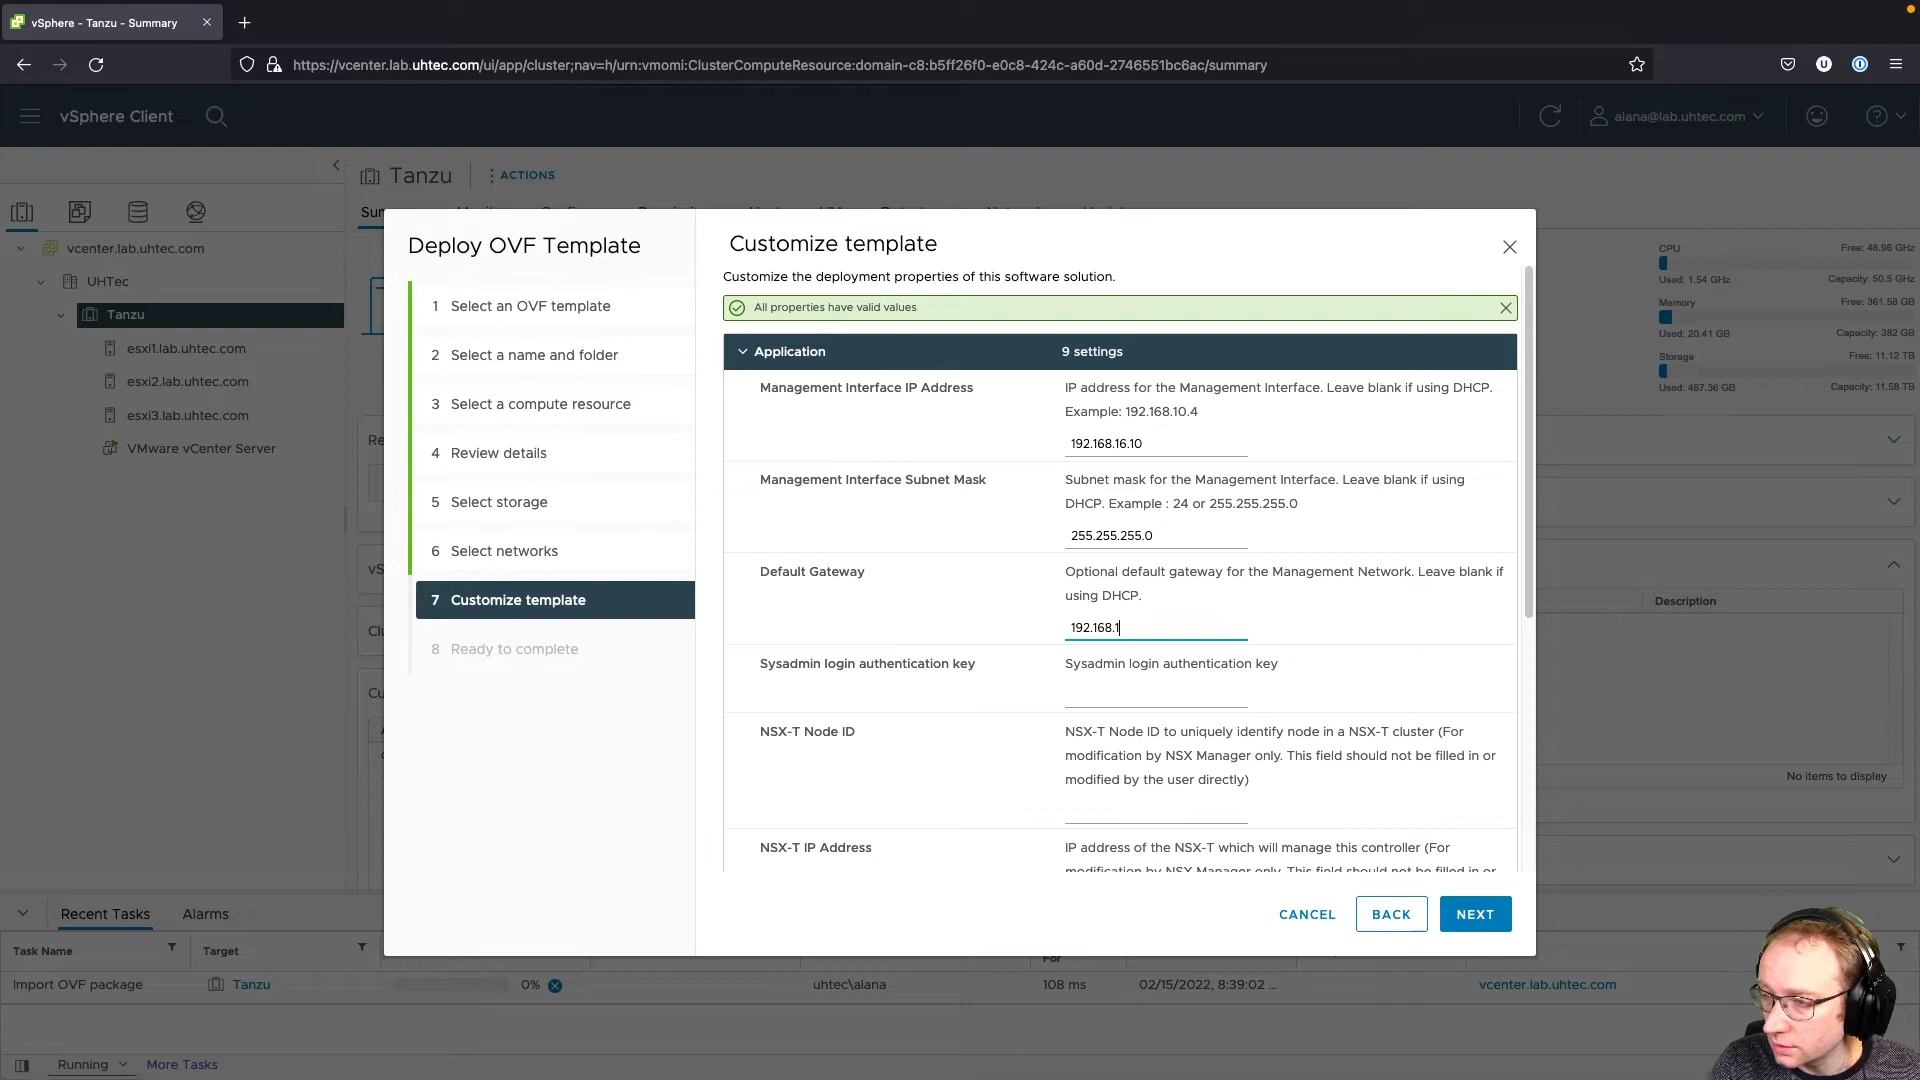 vSphere - Tanzu - Summary
https://vcenter.lab.uhtec.com/ui/app/cluster;nav=h/urn:vmomi:ClusterComputeResource:domain-c8:b5ff26f0-e0c8-424c-a60d-2746551bc6ac/summary
vSphere Client
alana@lab.uhtec.com
Tanzu
ACTIONS
vcenter.lab.uhtec.com
UHTec
Tanzu
esxi1.lab.uhtec.com
esxi2.lab.uhtec.com
esxi3.lab.uhtec.com
VMware vCenter Server
CPU
Free: 48.96 GHz
Used: 1.54 GHz
Capacity: 50.5 GHz
Memory
Free: 361.58 GB
Used: 20.41 GB
Capacity: 382 GB
Storage
Free: 11.12 TB
Used: 467.36 GB
Capacity: 11.58 TB
Description
No items to display
Deploy OVF Template
1 Select an OVF template
2 Select a name and folder
3 Select a compute resource
4 Review details
5 Select storage
6 Select networks
7 Customize template
8 Ready to complete
Customize template
Customize the deployment properties of this software solution.
All properties have valid values
Application
9 settings
Management Interface IP Address
IP address for the Management Interface. Leave blank if using DHCP.
Example: 192.168.10.4
192.168.16.10
Management Interface Subnet Mask
Subnet mask for the Management Interface. Leave blank if using
DHCP. Example : 24 or 255.255.255.0
255.255.255.0
Default Gateway
Optional default gateway for the Management Network. Leave blank if
using DHCP.
192.168.1
Sysadmin login authentication key
Sysadmin login authentication key
NSX-T Node ID
NSX-T Node ID to uniquely identify node in a NSX-T cluster (For
modification by NSX Manager only. This field should not be filled in or
modified by the user directly)
NSX-T IP Address
IP address of the NSX-T which will manage this controller (For
modification by NSX Manager only. This field should not be filled in or
CANCEL
BACK
NEXT
Recent Tasks
Alarms
Task Name
Target
For
Import OVF package
Tanzu
0%
uhtec\alana
108 ms
02/15/2022, 8:39:02 ...
vcenter.lab.uhtec.com
Running
More Tasks